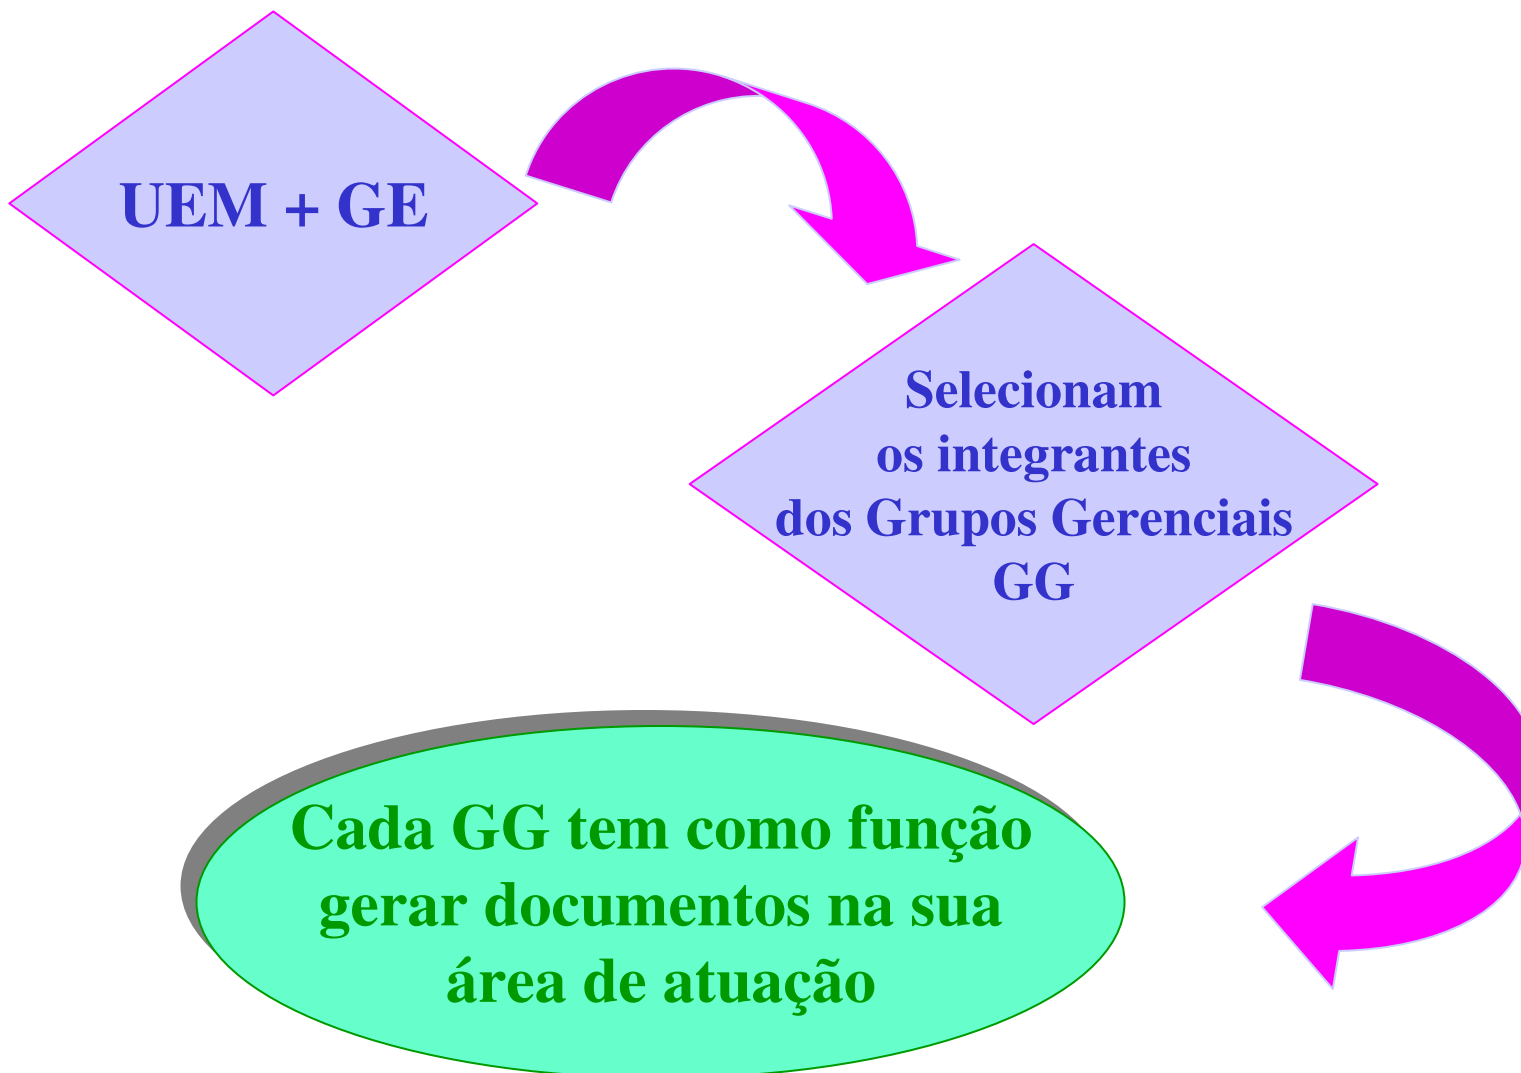 UEM + GE
Selecionam
os integrantes
dos Grupos Gerenciais
GG
Cada GG tem como função
gerar documentos na sua
área de atuação